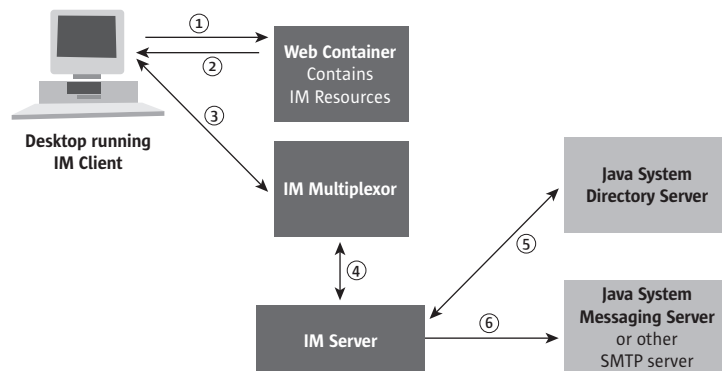 ①
②
Web Container
Contains
IM Resources
③
Desktop running
IM Client
IM Multiplexor
Java System
Directory Server
⑤
④
IM Server
⑥
Java System
Messaging Server
or other
SMTP server